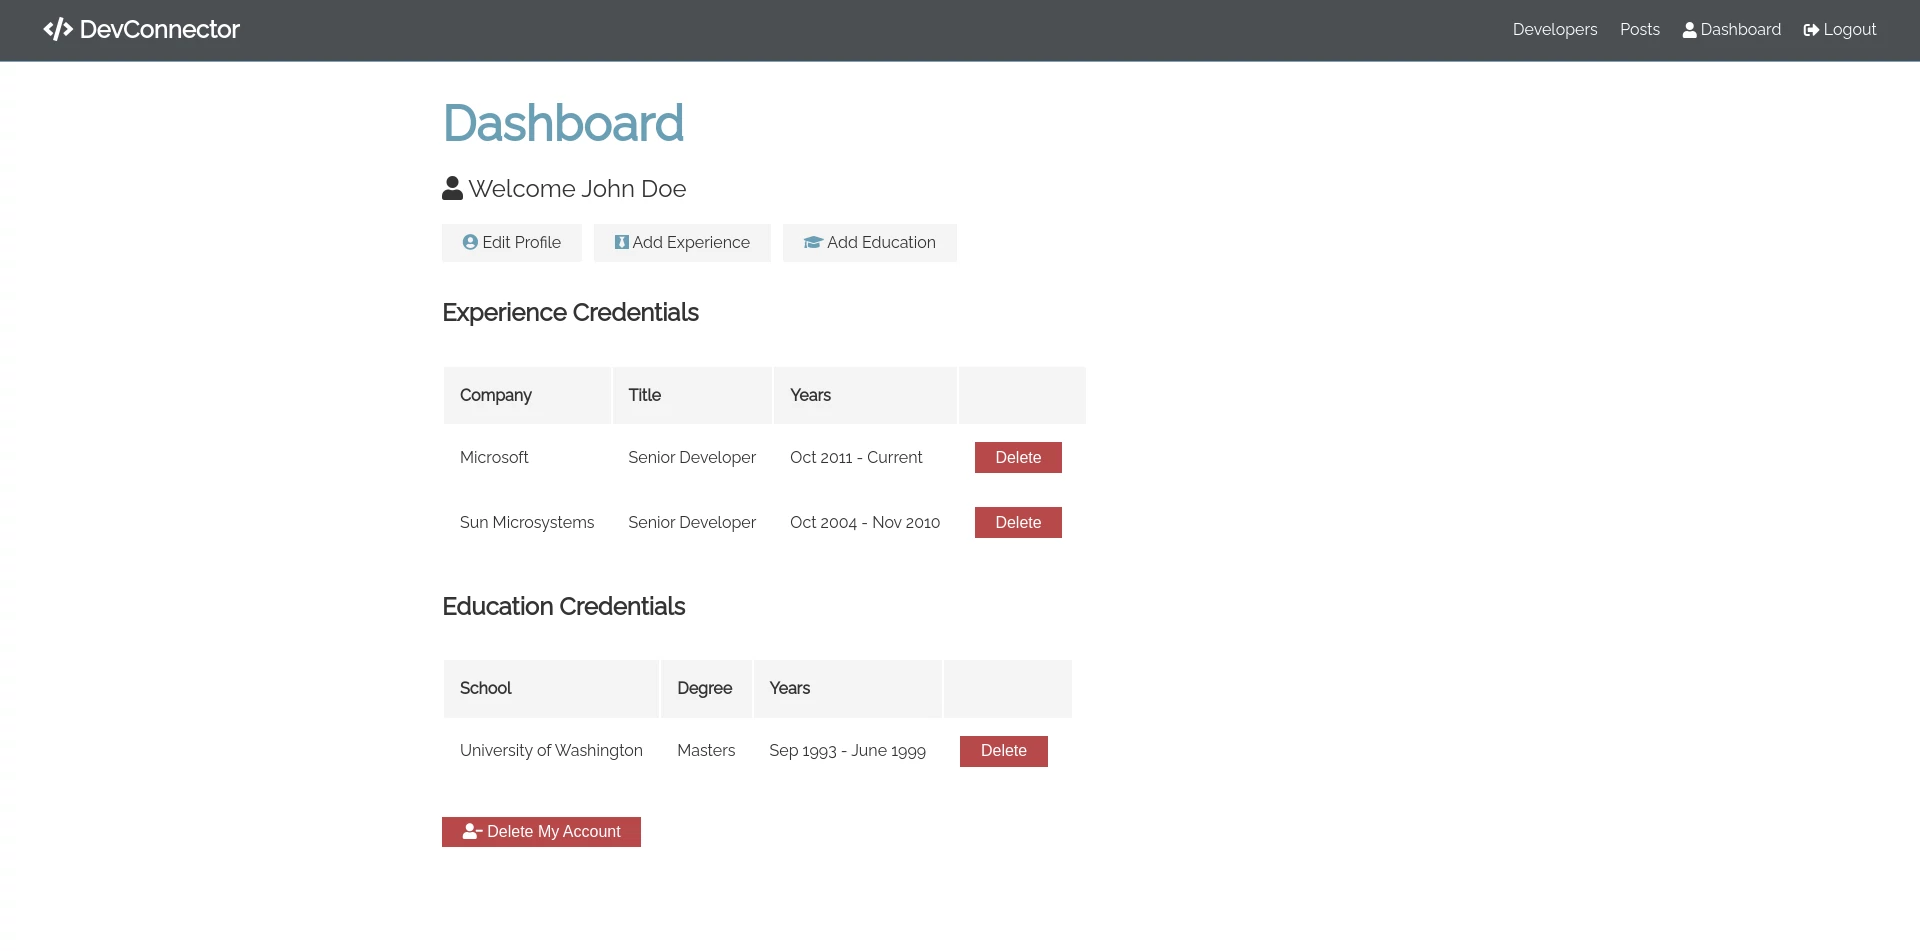 DevConnector Developers Posts Dashboard Logout
Dashboard
Welcome John Doe
Edit Profile Add Experience Add Education
Experience Credentials
Company Title Years
Microsoft Senior Developer Oct 2011 - Current Delete
Sun Microsystems Senior Developer Oct 2004 - Nov 2010 Delete
Education Credentials
School Degree Years
University of Washington Masters Sep 1993 - June 1999 Delete
Delete My Account